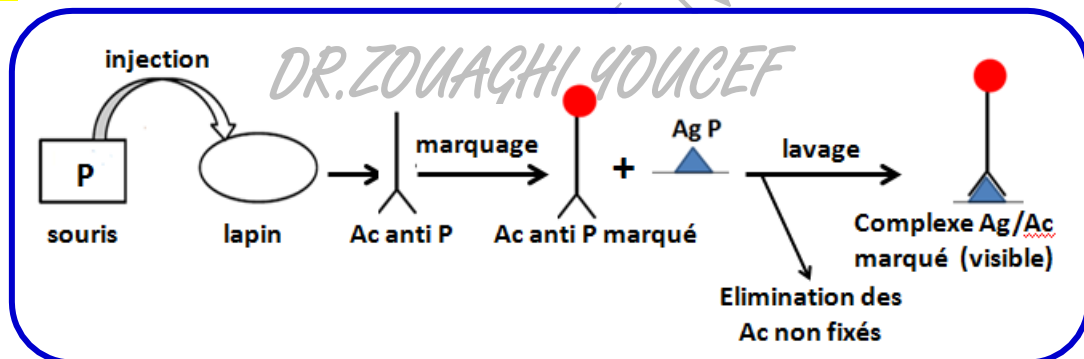 injection
DR.ZOUAGHI YOUCEF
P
souris
lapin
Ac anti P
marquage
Ac anti P marqué
+
Ag P
lavage
Elimination des
Ac non fixés
Complexe Ag/Ac
marqué (visible)